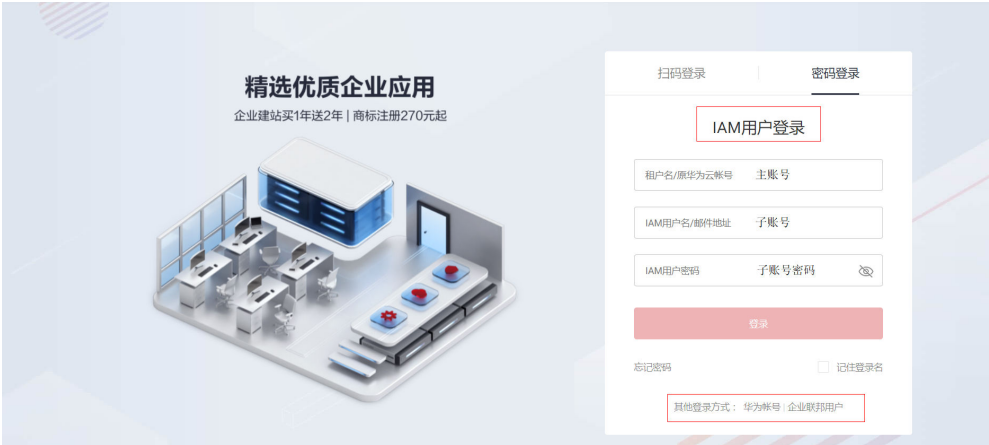 精选优质企业应用
企业建站买1年送2年 | 商标注册270元起
扫码登录 密码登录
IAM用户登录
租户名/原华为云帐号 主账号
IAM用户名/邮件地址 子账号
IAM用户密码 子账号密码
登录
忘记密码 记住登录名
其他登录方式： 华为帐号 | 企业联邦用户